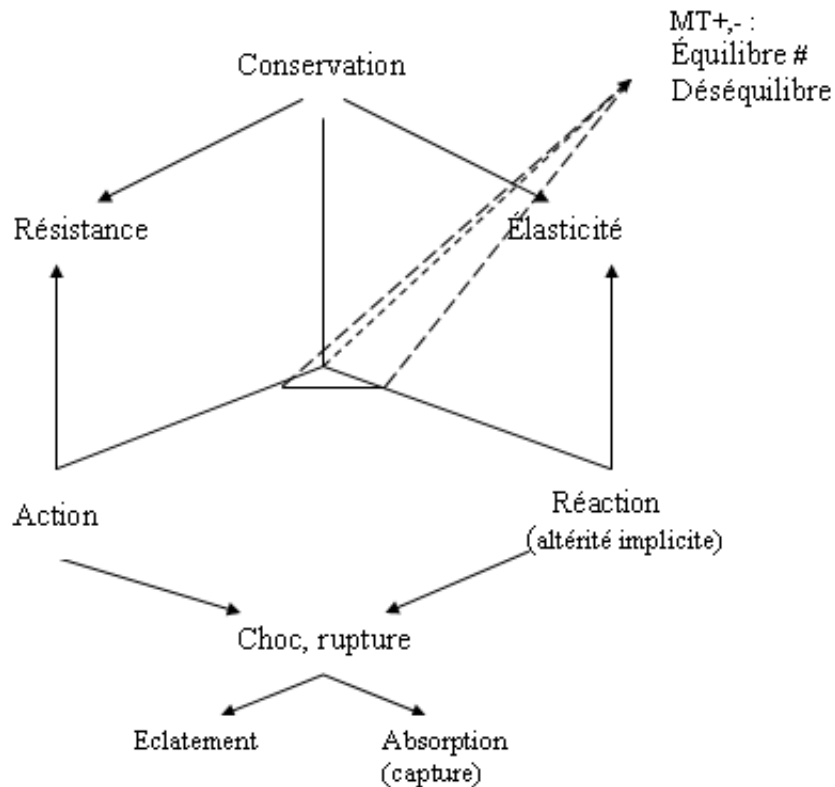 MT+,- :
Équilibre #
Déséquilibre
Conservation
Résistance
Élasticité
Action
Réaction
(altérité implicite)
Choc, rupture
Eclatement
Absorption
(capture)